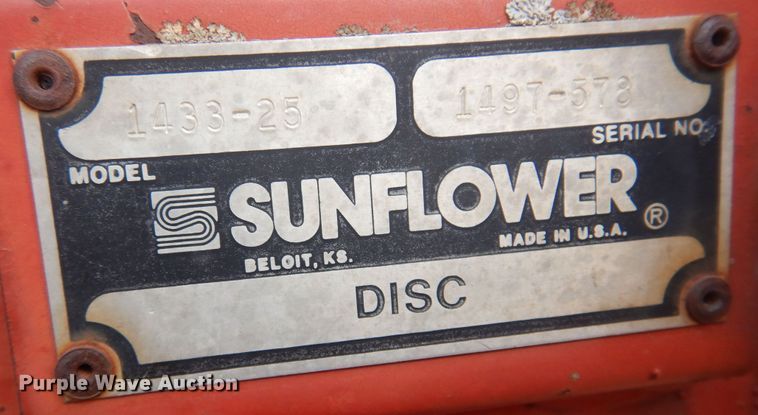 1433-25 1497-578
MODEL SERIAL NO.
SUNFLOWER ®
BELOIT, KS. MADE IN U.S.A.
DISC
Purple Wave Auction